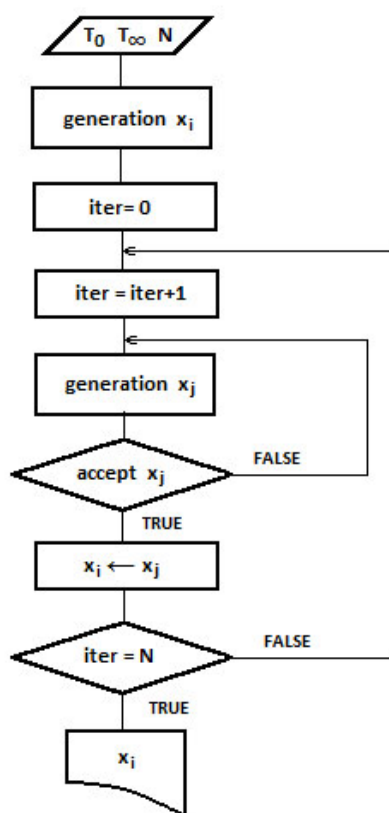 T₀ T∞ N
generation xᵢ
iter= 0
iter = iter+1
generation xⱼ
accept xⱼ
FALSE
TRUE
xᵢ ← xⱼ
iter = N
FALSE
TRUE
xᵢ